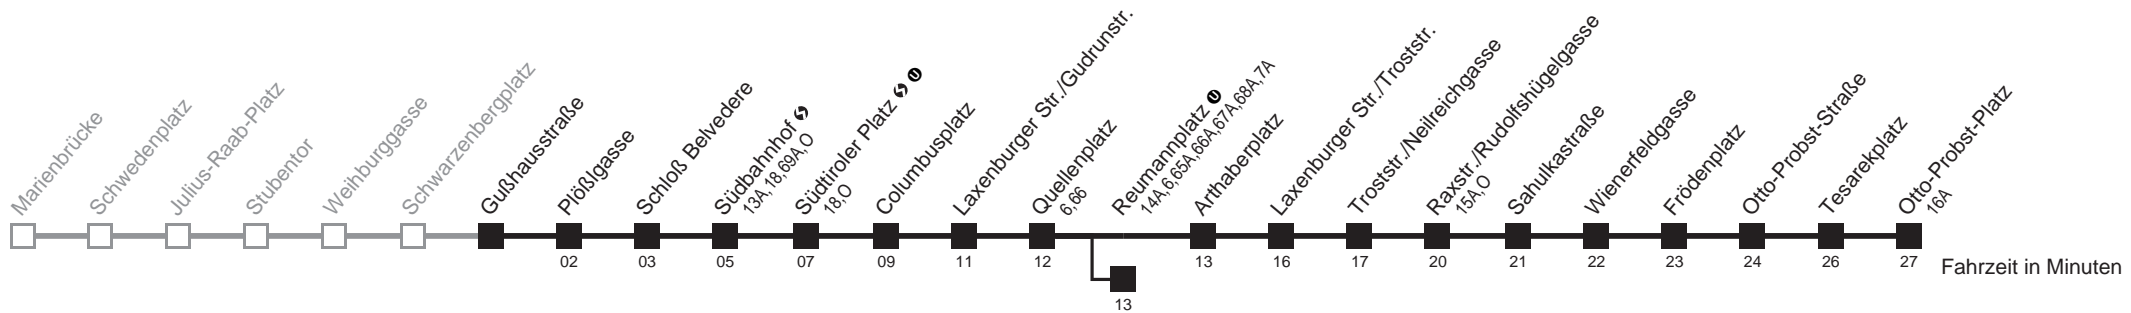 Marienbrücke
Schwedenplatz
Julius-Raab-Platz
Stubentor
Weihburggasse
Schwarzenbergplatz
Gußhausstraße
Plößlgasse
Schloß Belvedere
Südbahnhof
13A,18,69A,O
Südtiroler Platz U
18,O
Columbusplatz
Laxenburger Str./Gudrunstr.
Quellenplatz
6,66
Reumannplatz U
14A,6,65A,66A,67A,68A,7A
Arthaberplatz
Laxenburger Str./Troststr.
Troststr./Neilreichgasse
Raxstr./Rudolfshügelgasse
15A,O
Sahulkastraße
Wienerfeldgasse
Frödenplatz
Otto-Probst-Straße
Tesarekplatz
Otto-Probst-Platz
16A
02 03 05 07 09 11 12 13 16 17 20 21 22 23 24 26 27
Fahrzeit in Minuten
13